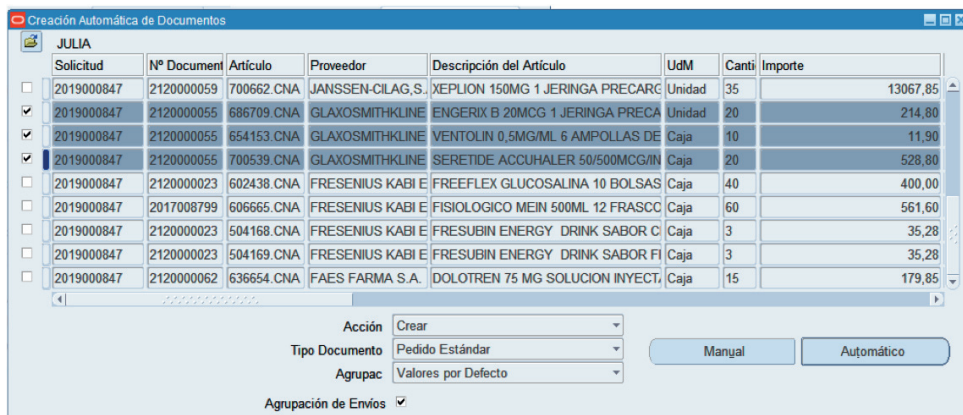 Creación Automática de Documentos
JULIA
Solicitud Nº Document Artículo Proveedor Descripción del Artículo UdM Canti Importe
2019000847 2120000059 700662.CNA JANSSEN-CILAG,S. XEPLION 150MG 1 JERINGA PRECARG Unidad 35 13067,85
2019000847 2120000055 686709.CNA GLAXOSMITHKLINE ENGERIX B 20MCG 1 JERINGA PRECA Unidad 20 214,80
2019000847 2120000055 654153.CNA GLAXOSMITHKLINE VENTOLIN 0,5MG/ML 6 AMPOLLAS DE Caja 10 11,90
2019000847 2120000055 700539.CNA GLAXOSMITHKLINE SERETIDE ACCUHALER 50/500MCG/IN Caja 20 528,80
2019000847 2120000023 602438.CNA FRESENIUS KABI E FREEFLEX GLUCOSALINA 10 BOLSAS Caja 40 400,00
2019000847 2017008799 606665.CNA FRESENIUS KABI E FISIOLOGICO MEIN 500ML 12 FRASCO Caja 60 561,60
2019000847 2120000023 504168.CNA FRESENIUS KABI E FRESUBIN ENERGY DRINK SABOR C Caja 3 35,28
2019000847 2120000023 504169.CNA FRESENIUS KABI E FRESUBIN ENERGY DRINK SABOR F Caja 3 35,28
2019000847 2120000062 636654.CNA FAES FARMA S.A. DOLOTREN 75 MG SOLUCION INYECT Caja 15 179,85
Acción Crear
Tipo Documento Pedido Estándar Manual Automático
Agrupac Valores por Defecto
Agrupación de Envíos